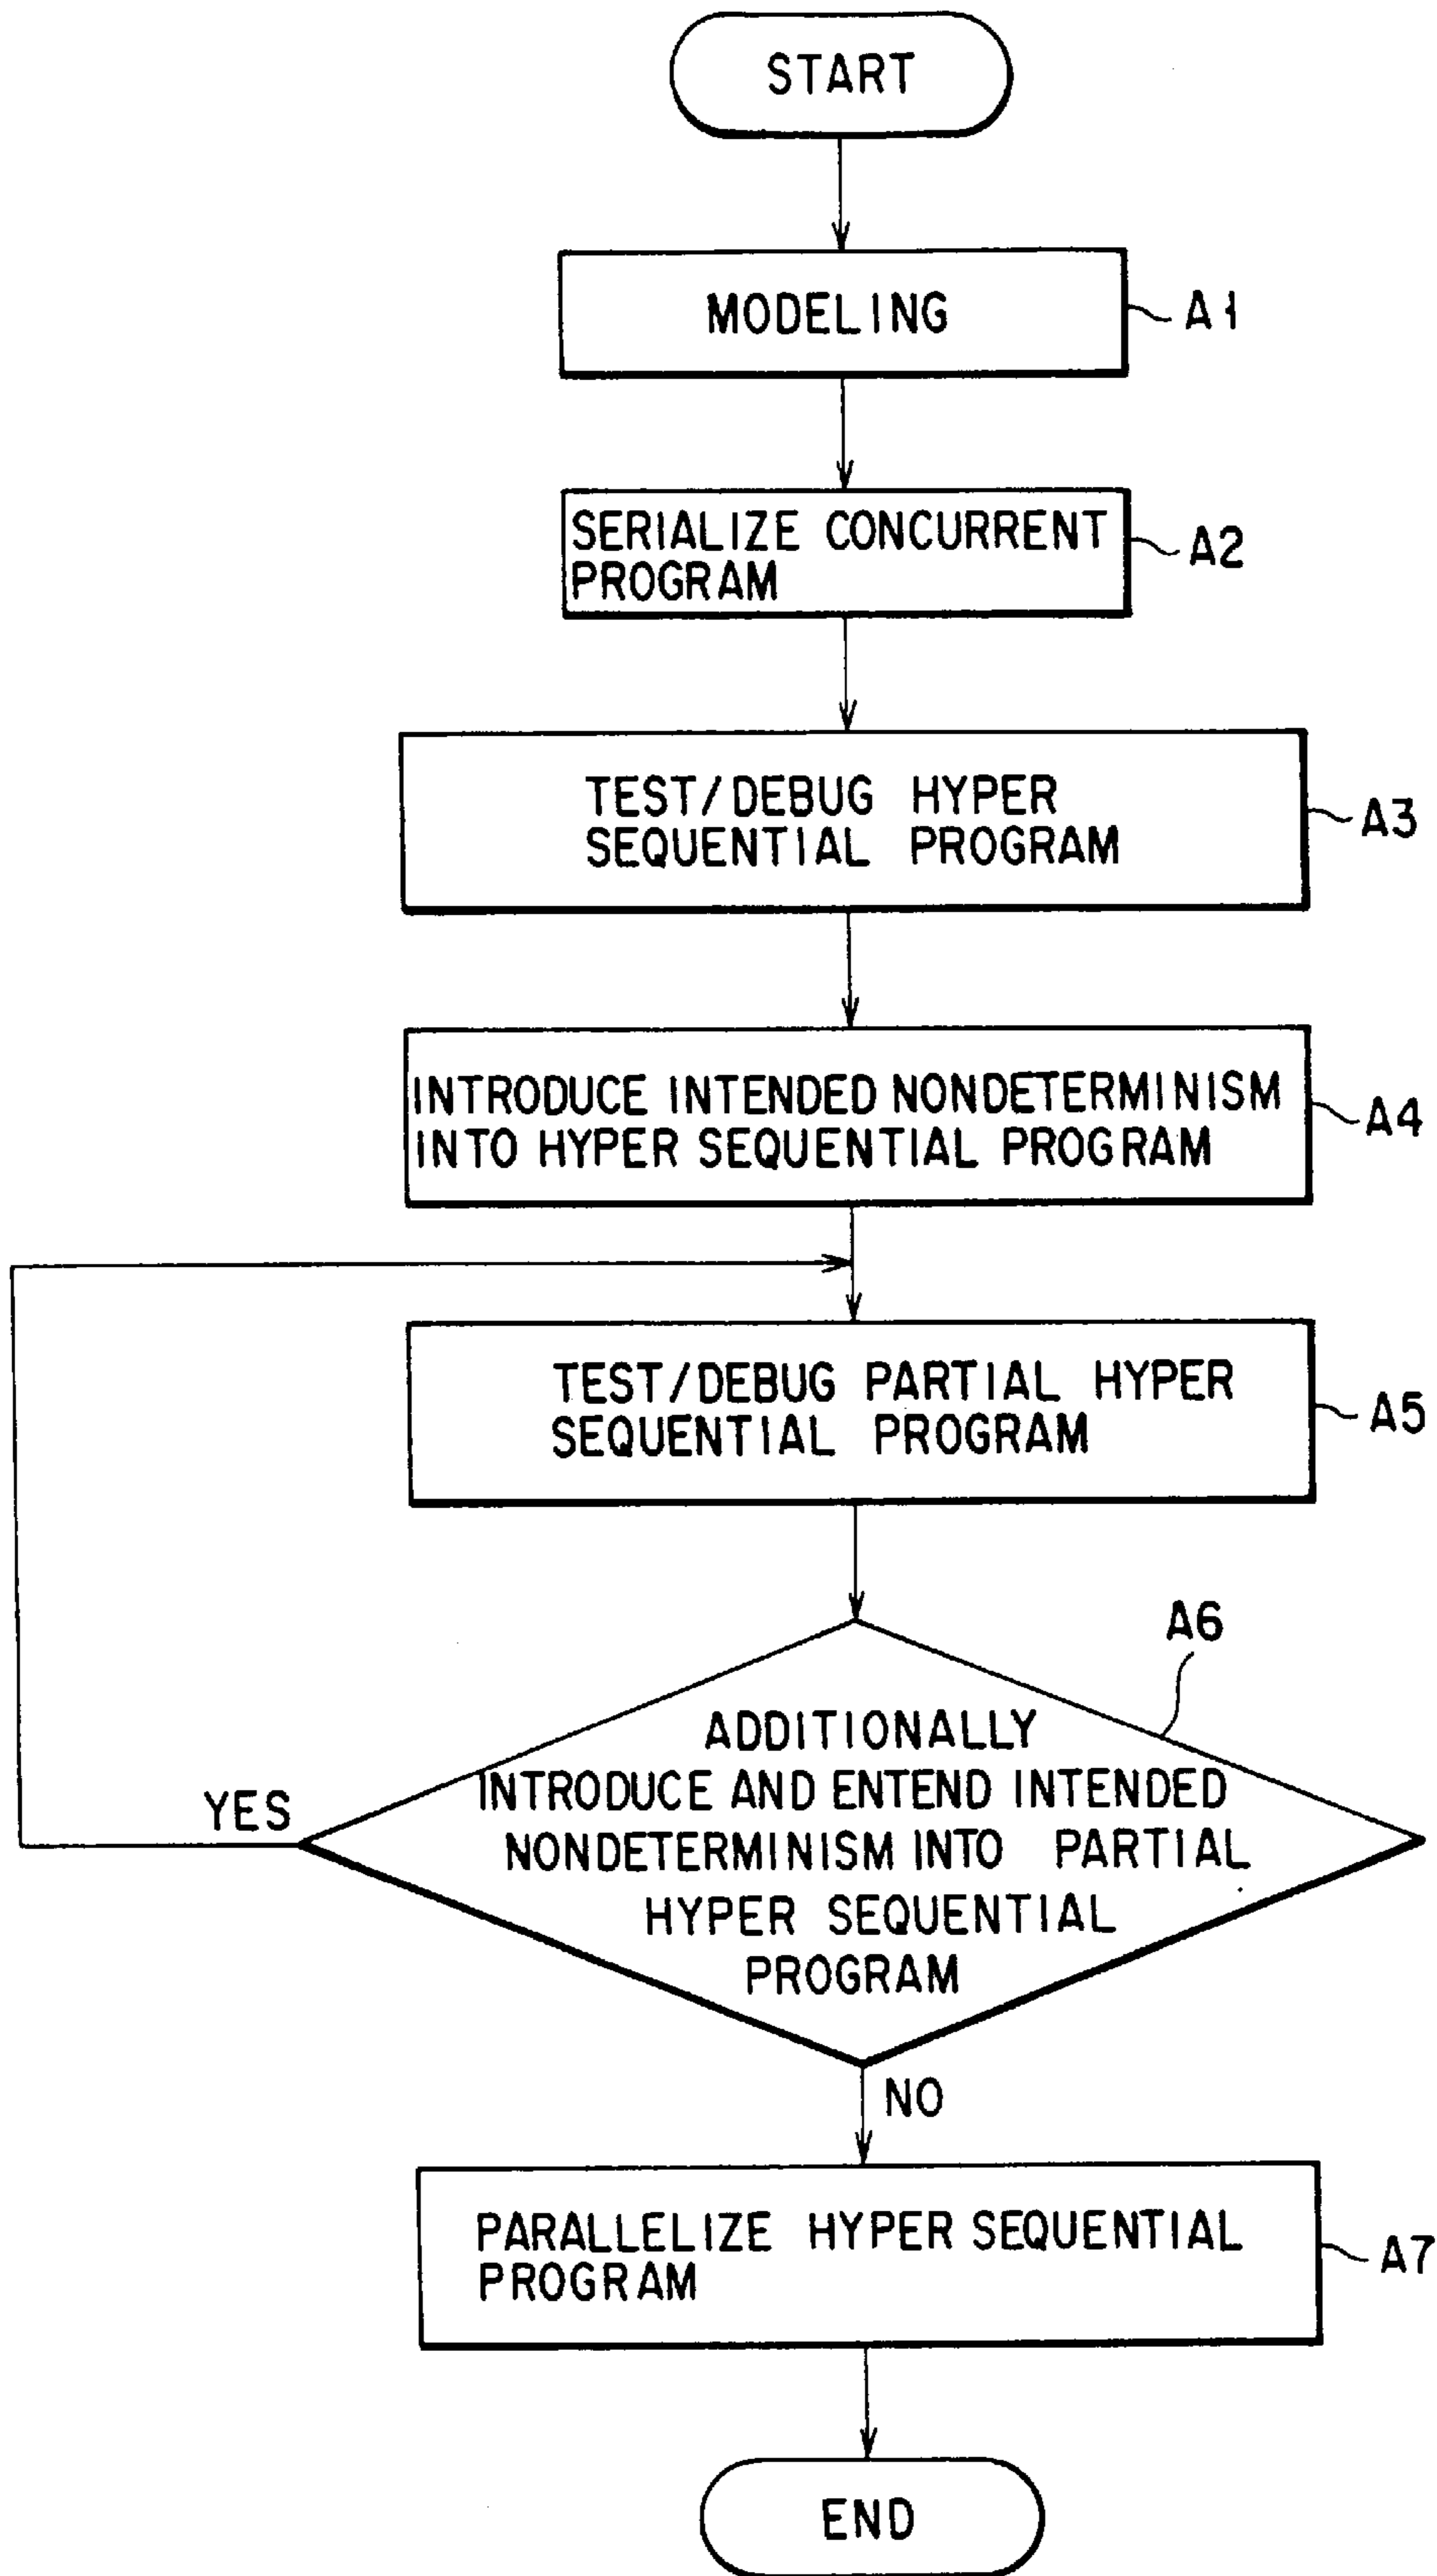 START
MODELING
A1
SERIALIZE CONCURRENT
PROGRAM
A2
TEST/DEBUG HYPER
SEQUENTIAL PROGRAM
A3
INTRODUCE INTENDED NONDETERMINISM
INTO HYPER SEQUENTIAL PROGRAM
A4
TEST/DEBUG PARTIAL HYPER
SEQUENTIAL PROGRAM
A5
A6
ADDITIONALLY
INTRODUCE AND ENTEND INTENDED
NONDETERMINISM INTO PARTIAL
HYPER SEQUENTIAL
PROGRAM
YES
NO
PARALLELIZE HYPER SEQUENTIAL
PROGRAM
A7
END